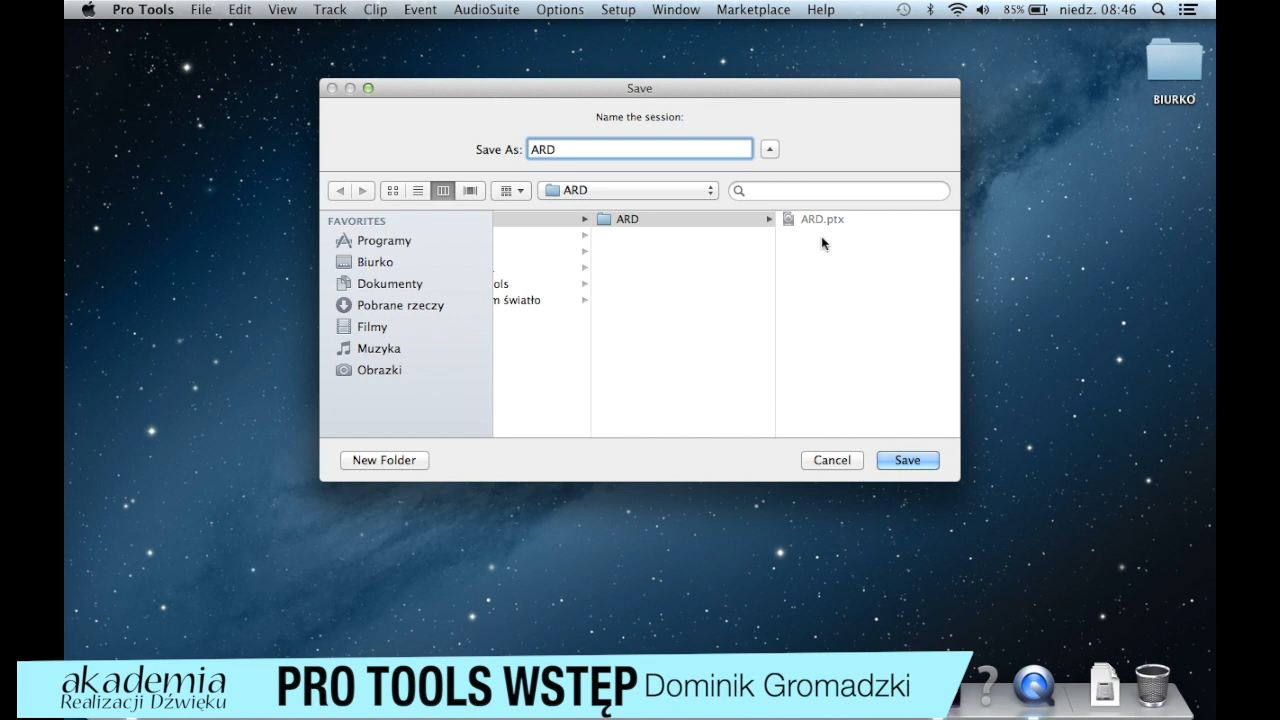 Pro Tools File Edit View Track Clip Event AudioSuite Options Setup Window Marketplace Help 85% niedz. 08:46
BIURKO
Save
Name the session:
Save As: ARD
ARD
FAVORITES
Programy
Biurko
Dokumenty
Pobrane rzeczy
Filmy
Muzyka
Obrazki
ols
m światło
ARD
ARD.ptx
New Folder Cancel Save
akademia
Realizacji Dźwięku
PRO TOOLS WSTĘP Dominik Gromadzki
?